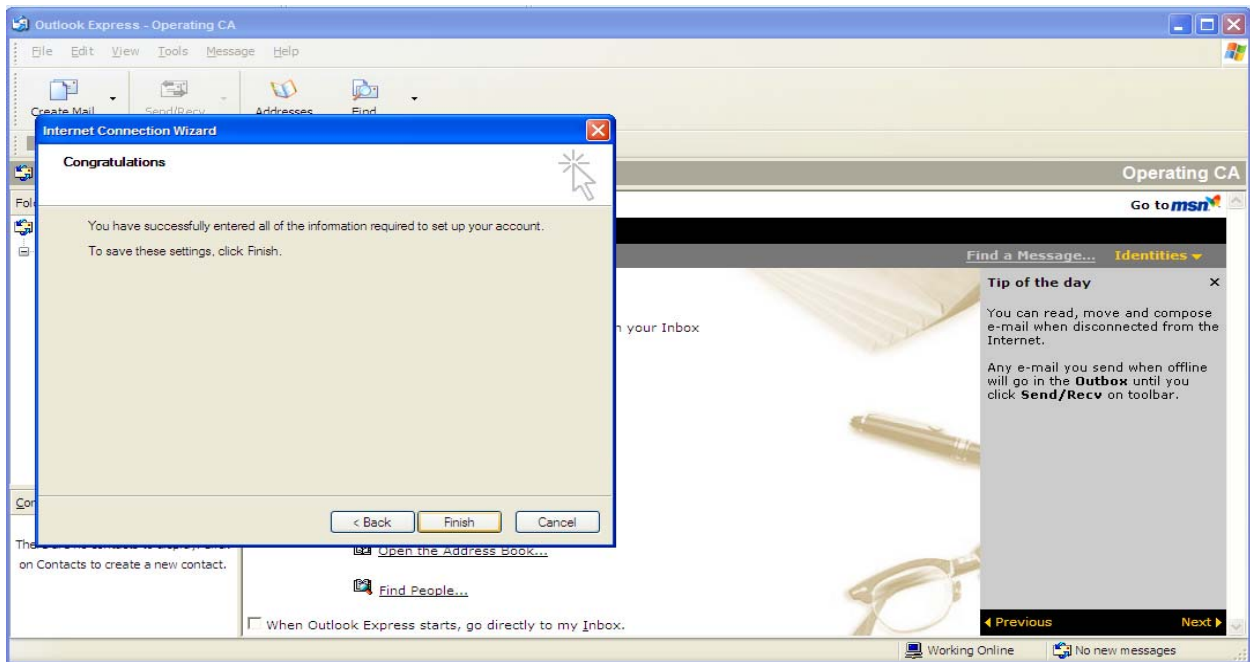 Outlook Express - Operating CA
File Edit View Tools Message Help
Create Mail Send/Recv Addresses Find
Internet Connection Wizard
Congratulations
You have successfully entered all of the information required to set up your account.
To save these settings, click Finish.
< Back Finish Cancel
Operating CA
Go to msn
Find a Message... Identities
n your Inbox
Tip of the day
You can read, move and compose
e-mail when disconnected from the
Internet.
Any e-mail you send when offline
will go in the Outbox until you
click Send/Recv on toolbar.
Previous Next
Fol
Con
The
on Contacts to create a new contact.
Open the Address Book...
Find People...
When Outlook Express starts, go directly to my Inbox.
Working Online No new messages